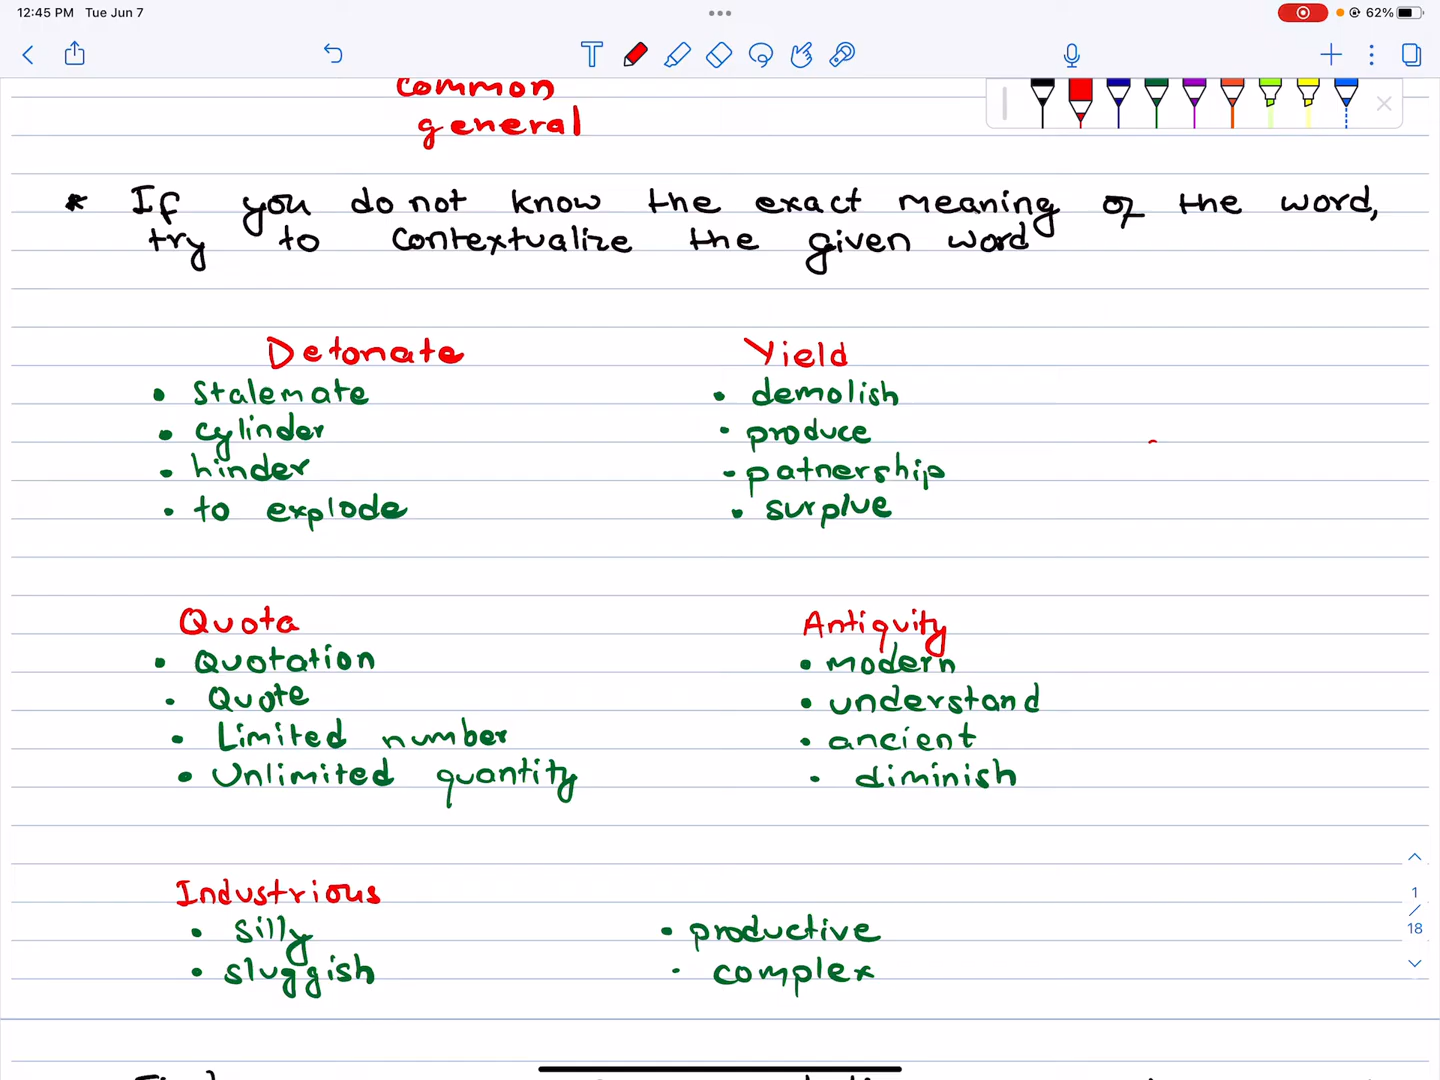 12:45 PM Tue Jun 7
62%
common
general
* If you do not know the exact meaning of the word,
try to contextualize the given word
Detonate
• stalemate
• cylinder
• hinder
• to explode
Yield
• demolish
• produce
• patnership
• surplue
Quota
• Quotation
• Quote
• Limited number
• Unlimited quantity
Antiquity
• modern
• understand
• ancient
• diminish
Industrious
• silly
• sluggish
• productive
• complex
1
/
18